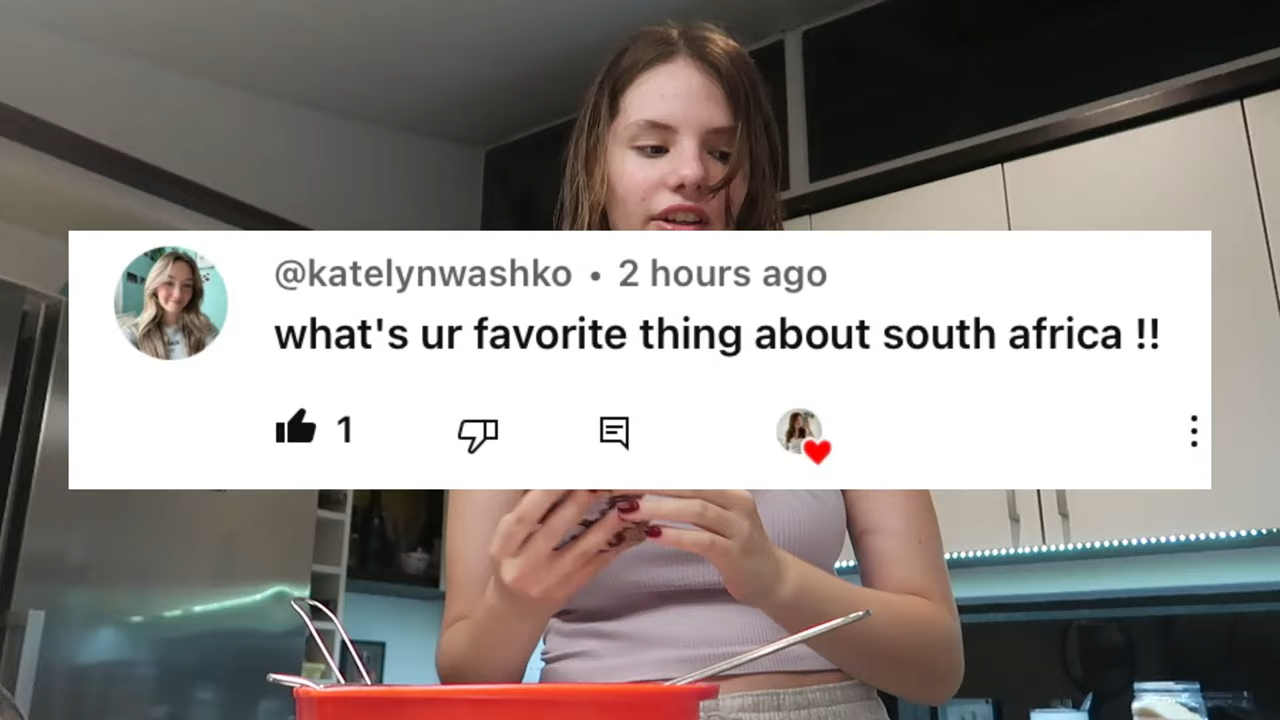 @katelynwashko • 2 hours ago
what's ur favorite thing about south africa !!
1